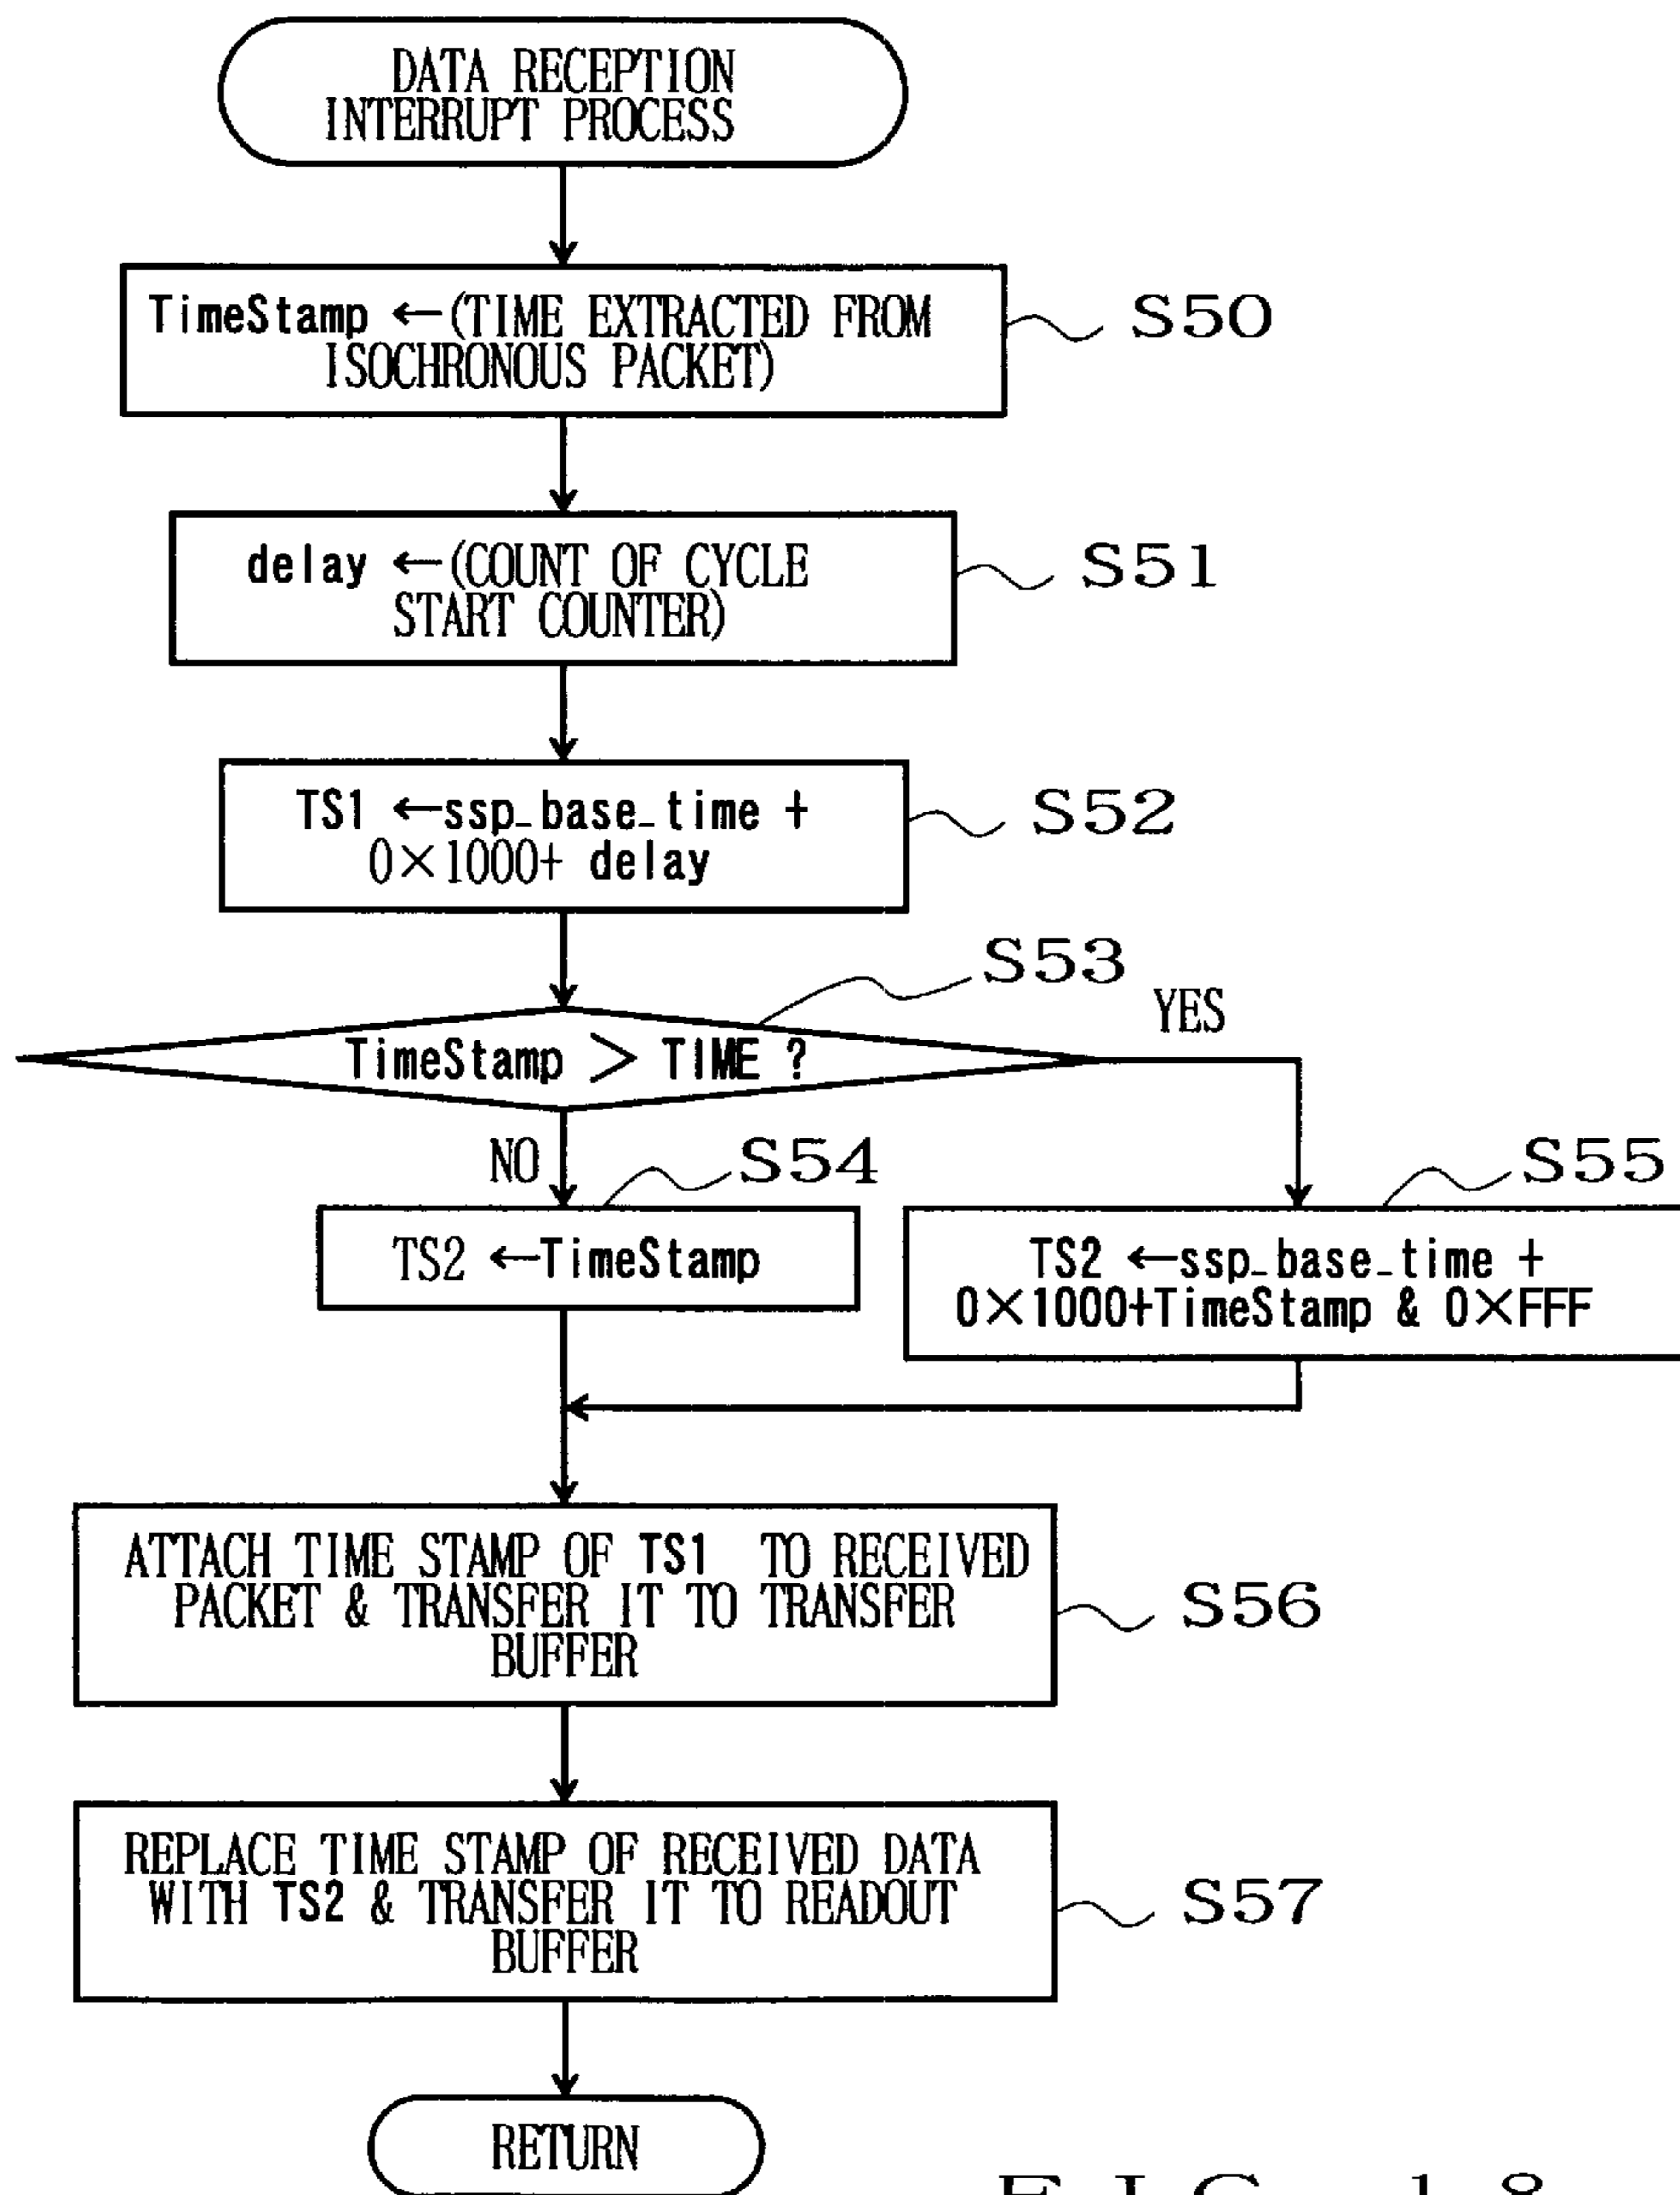 DATA RECEPTION
INTERRUPT PROCESS
TimeStamp ←(TIME EXTRACTED FROM
ISOCHRONOUS PACKET)
S50
delay ←(COUNT OF CYCLE
START COUNTER)
S51
TS1 ←ssp_base_time +
0×1000+ delay
S52
S53
TimeStamp > TIME ?
YES
NO
S54
TS2 ←TimeStamp
S55
TS2 ←ssp_base_time +
0×1000+TimeStamp & 0×FFF
ATTACH TIME STAMP OF TS1 TO RECEIVED
PACKET & TRANSFER IT TO TRANSFER
BUFFER
S56
REPLACE TIME STAMP OF RECEIVED DATA
WITH TS2 & TRANSFER IT TO READOUT
BUFFER
S57
RETURN
FIG. 18